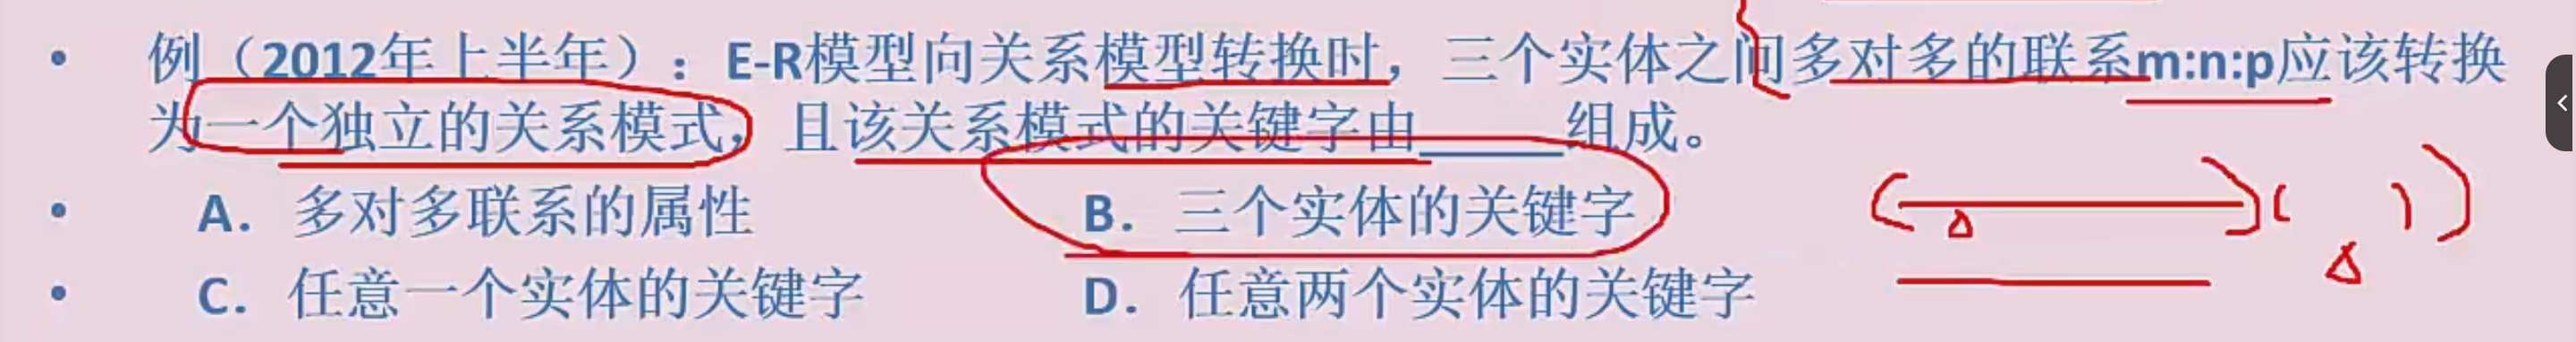 • 例（2012年上半年）：E-R模型向关系模型转换时，三个实体之间多对多的联系m:n:p应该转换
为一个独立的关系模式，且该关系模式的关键字由_____组成。
• A. 多对多联系的属性 B. 三个实体的关键字
• C. 任意一个实体的关键字 D. 任意两个实体的关键字